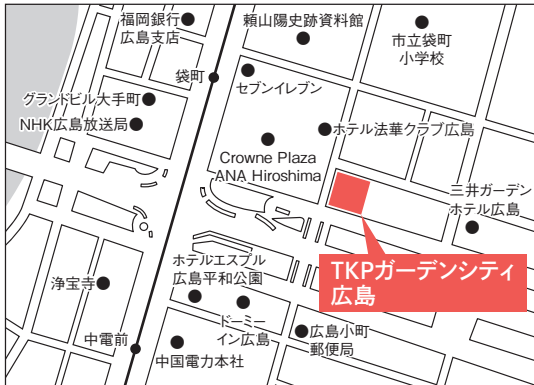 福岡銀行
広島支店
頼山陽史跡資料館
市立袋町
小学校
袋町
セブンイレブン
グランドビル大手町
NHK広島放送局
ホテル法華クラブ広島
Crowne Plaza
ANA Hiroshima
三井ガーデン
ホテル広島
TKPガーデンシティ
広島
ホテルエスプル
広島平和公園
浄宝寺
ドーミー
イン広島
広島小町
郵便局
中電前
中国電力本社